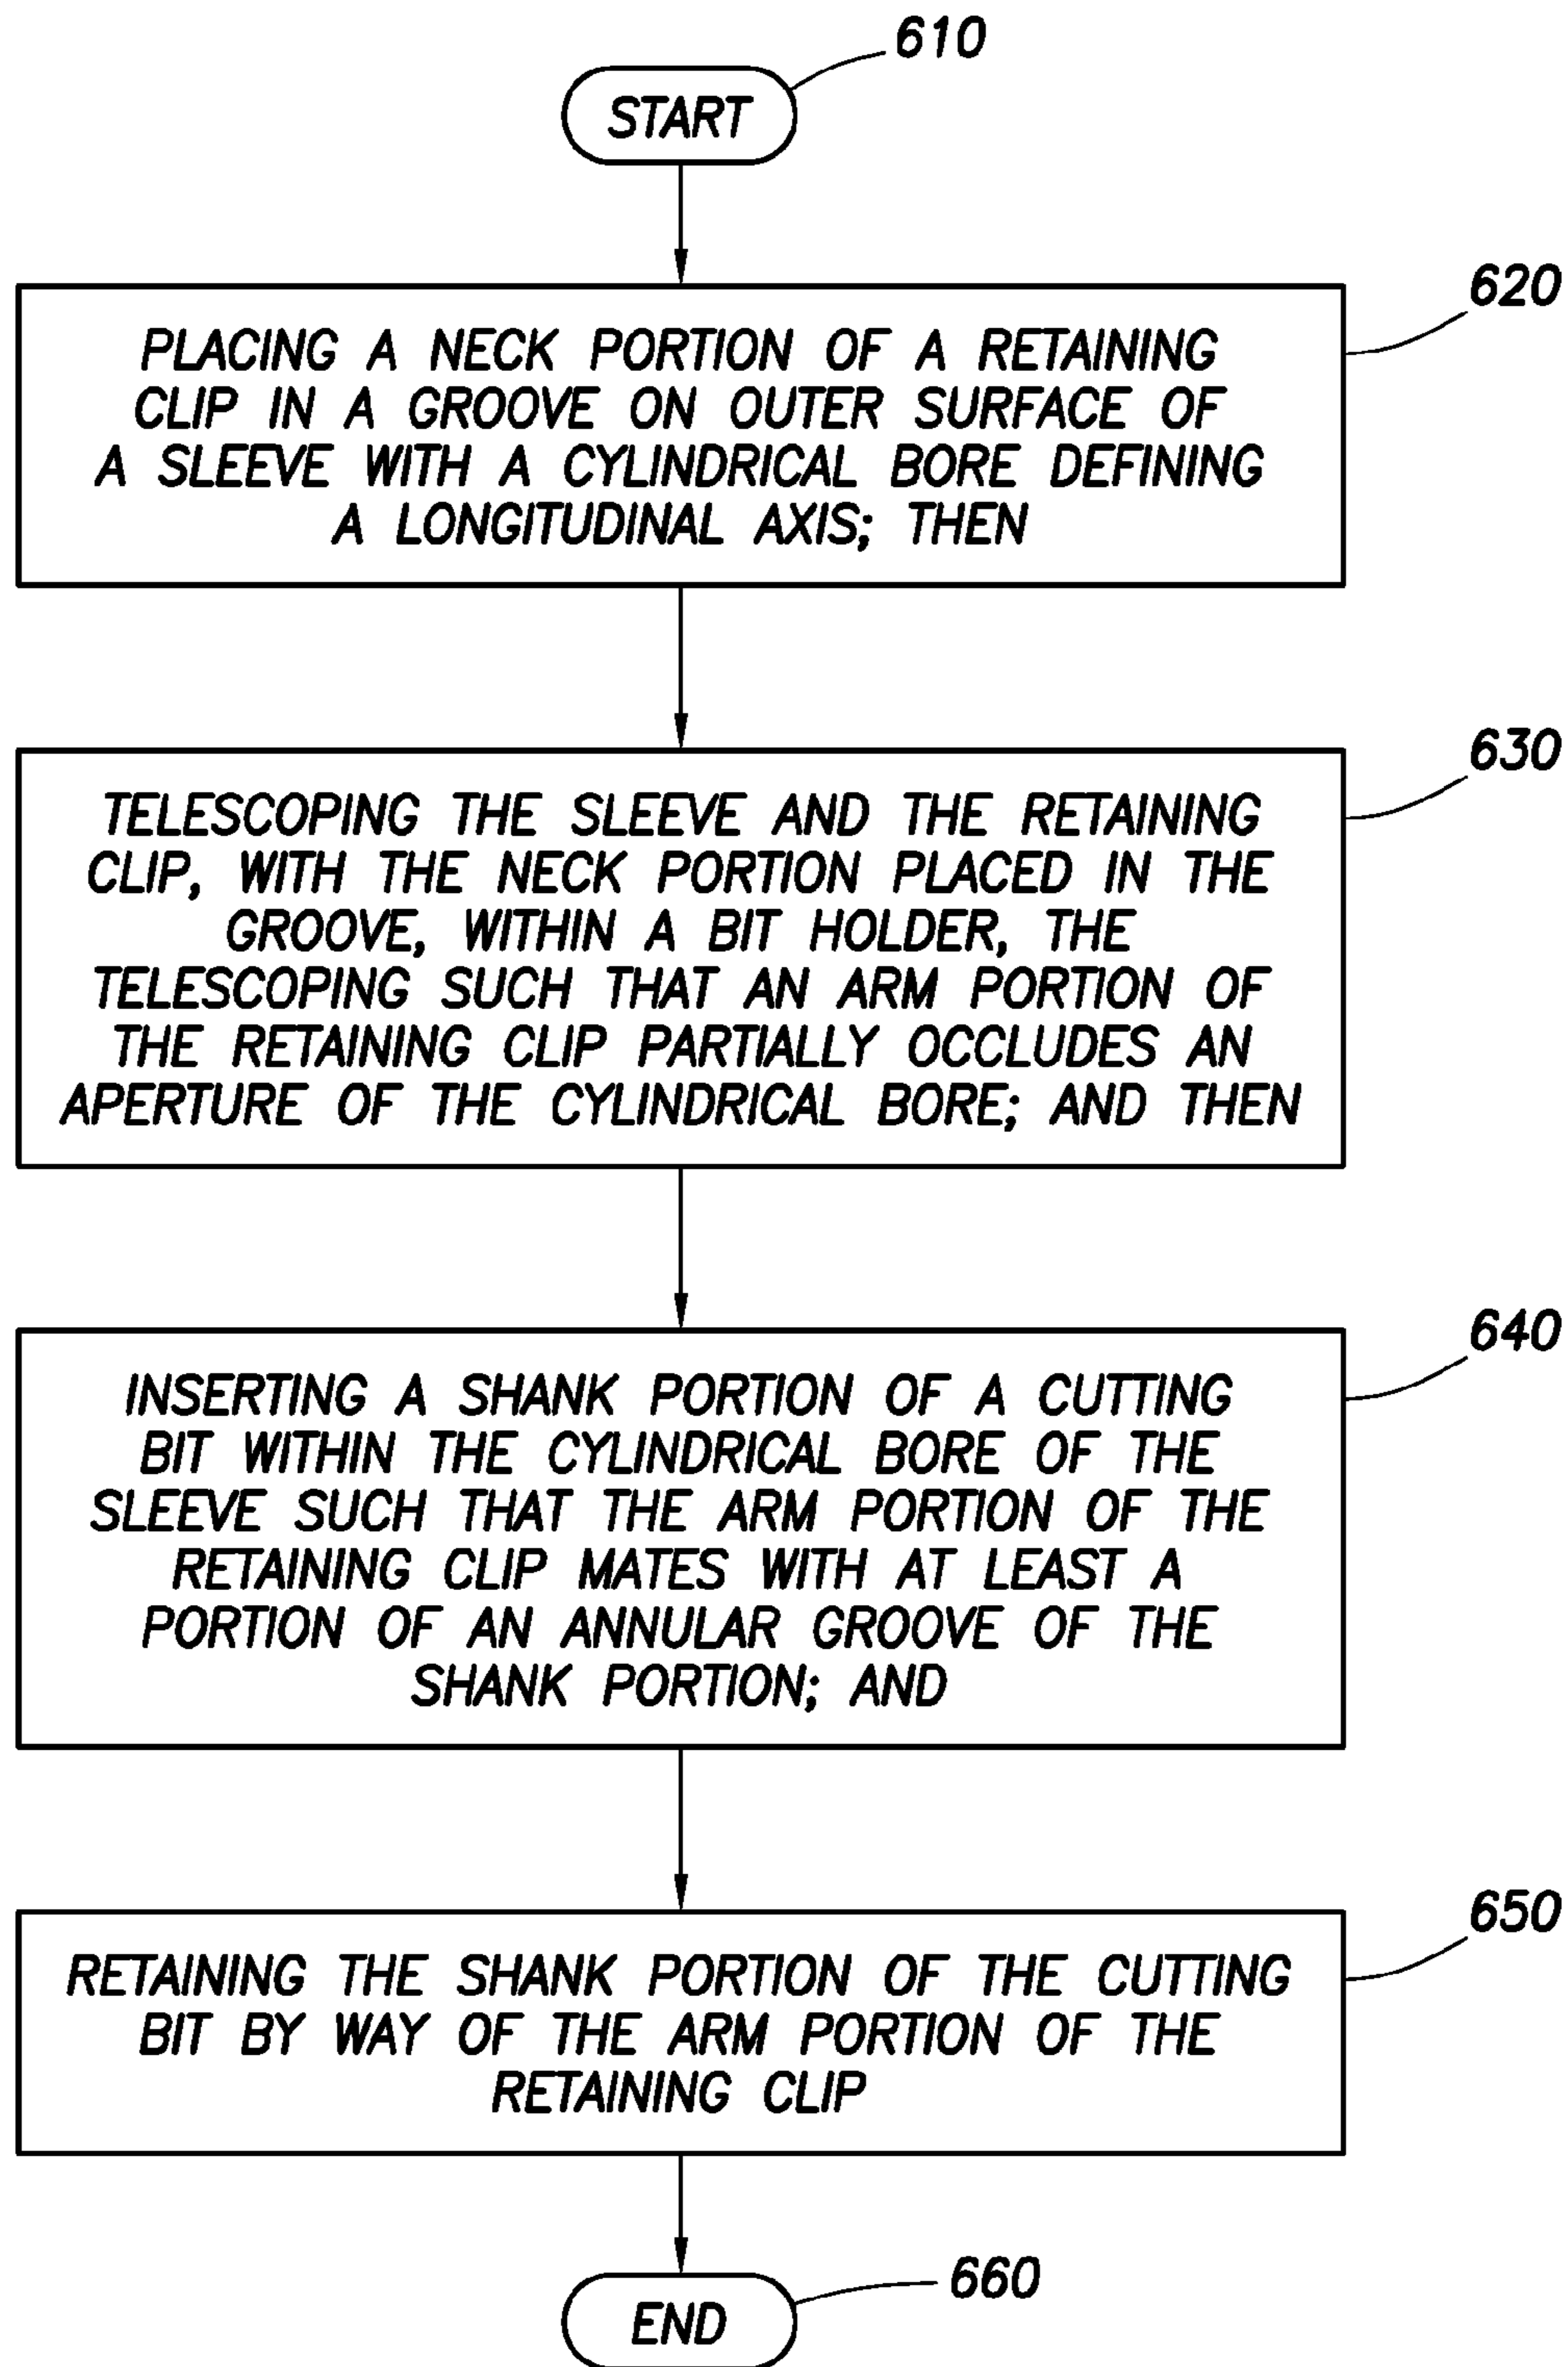 610
START
620
PLACING A NECK PORTION OF A RETAINING
CLIP IN A GROOVE ON OUTER SURFACE OF
A SLEEVE WITH A CYLINDRICAL BORE DEFINING
A LONGITUDINAL AXIS; THEN
630
TELESCOPING THE SLEEVE AND THE RETAINING
CLIP, WITH THE NECK PORTION PLACED IN THE
GROOVE, WITHIN A BIT HOLDER, THE
TELESCOPING SUCH THAT AN ARM PORTION OF
THE RETAINING CLIP PARTIALLY OCCLUDES AN
APERTURE OF THE CYLINDRICAL BORE; AND THEN
640
INSERTING A SHANK PORTION OF A CUTTING
BIT WITHIN THE CYLINDRICAL BORE OF THE
SLEEVE SUCH THAT THE ARM PORTION OF THE
RETAINING CLIP MATES WITH AT LEAST A
PORTION OF AN ANNULAR GROOVE OF THE
SHANK PORTION; AND
650
RETAINING THE SHANK PORTION OF THE CUTTING
BIT BY WAY OF THE ARM PORTION OF THE
RETAINING CLIP
660
END